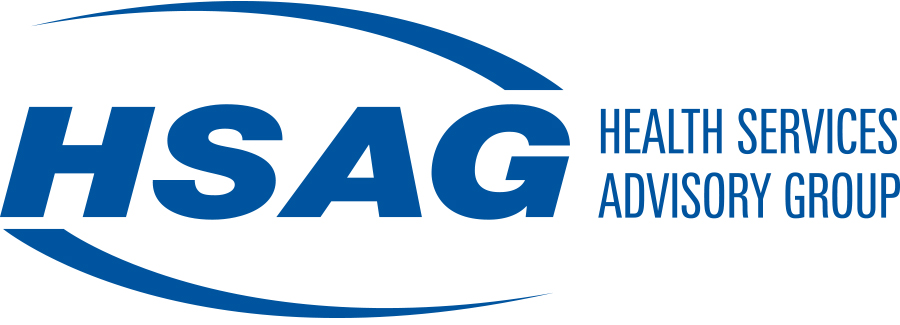 HSAG
HEALTH SERVICES
ADVISORY GROUP